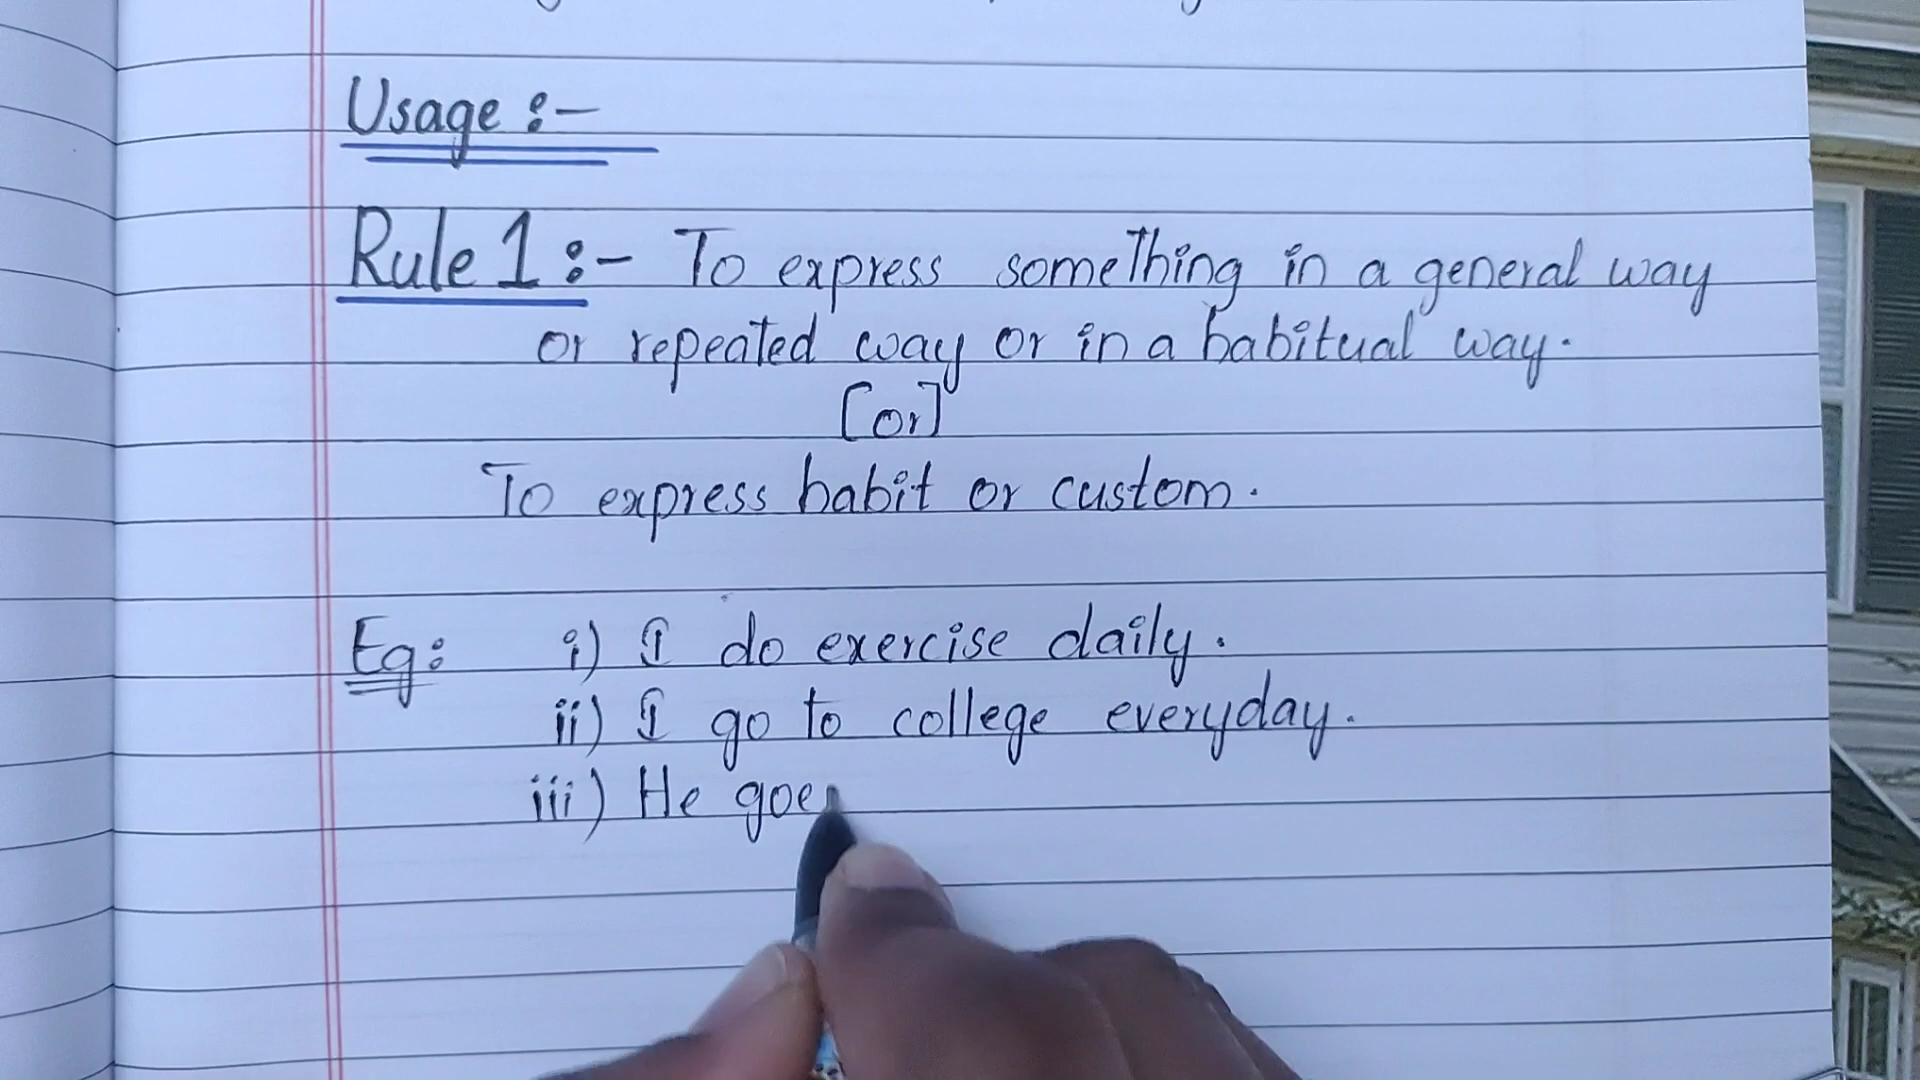 Usage :-
Rule 1 :- To express something in a general way
or repeated way or in a habitual way.
[or]
To express habit or custom.
Eg: i) I do exercise daily.
ii) I go to college everyday.
iii) He goe